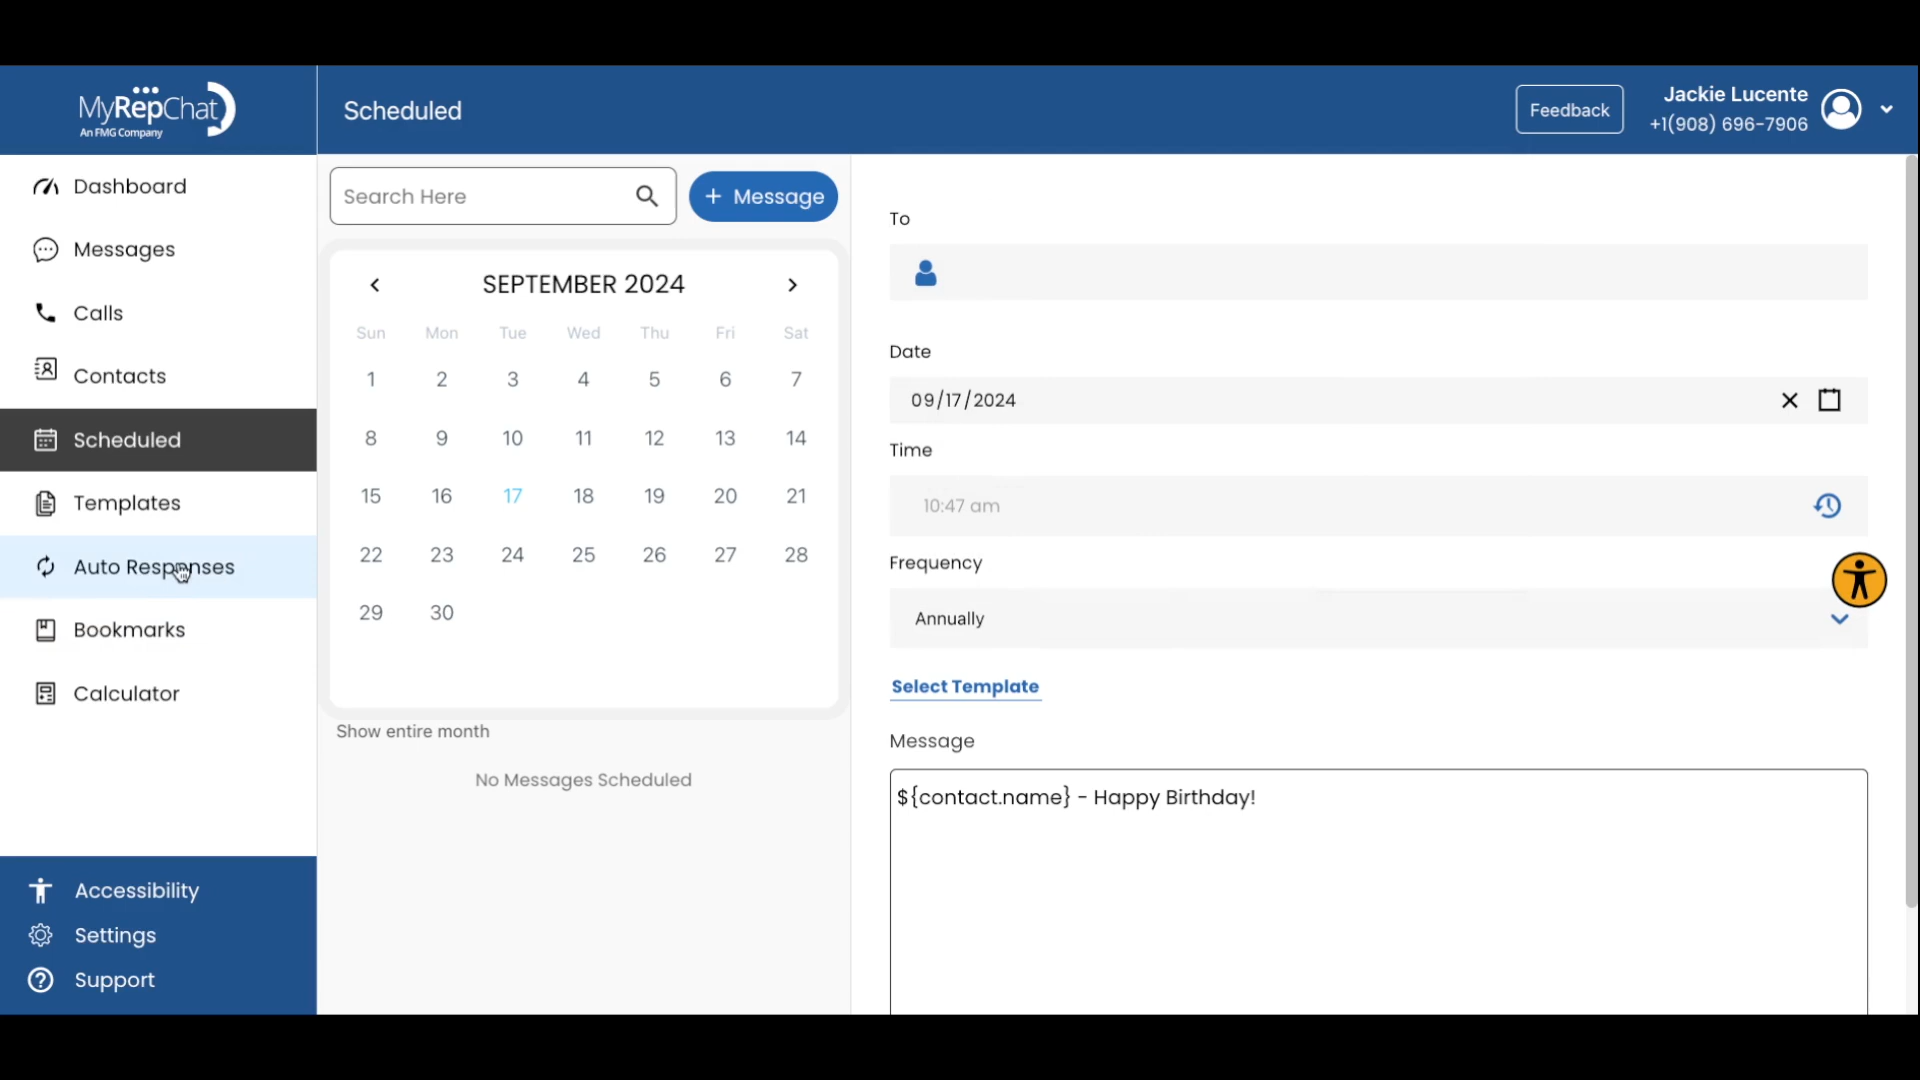 MyRepChat
An FMG Company
Scheduled
Feedback
Jackie Lucente
+1(908) 696-7906
Dashboard
Messages
Calls
Contacts
Scheduled
Templates
Auto Responses
Bookmarks
Calculator
Accessibility
Settings
Support
Search Here
+ Message
SEPTEMBER 2024
Sun Mon Tue Wed Thu Fri Sat
1 2 3 4 5 6 7
8 9 10 11 12 13 14
15 16 17 18 19 20 21
22 23 24 25 26 27 28
29 30
Show entire month
No Messages Scheduled
To
Date
09/17/2024
Time
10:47 am
Frequency
Annually
Select Template
Message
${contact.name} - Happy Birthday!